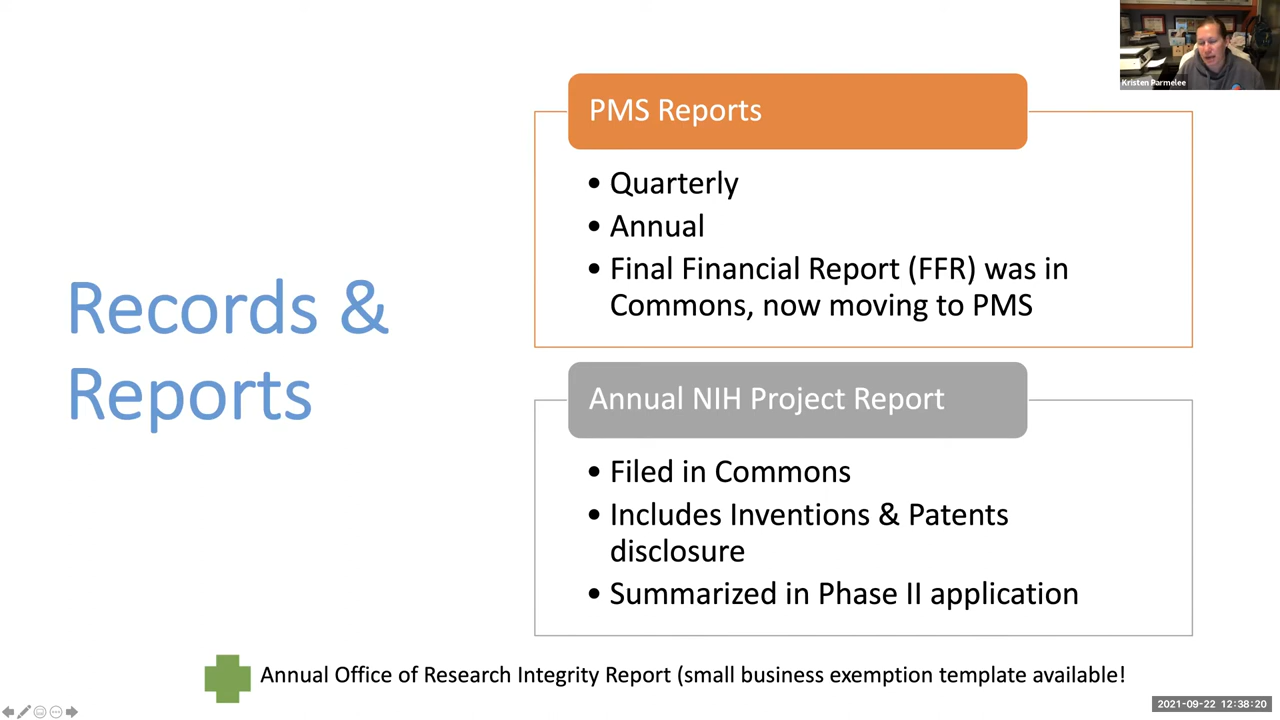 Kristen Parmelee
PMS Reports
• Quarterly
• Annual
• Final Financial Report (FFR) was in
Commons, now moving to PMS
Records &
Reports
Annual NIH Project Report
• Filed in Commons
• Includes Inventions & Patents
disclosure
• Summarized in Phase II application
Annual Office of Research Integrity Report (small business exemption template available!
2021-09-22 12:38:20